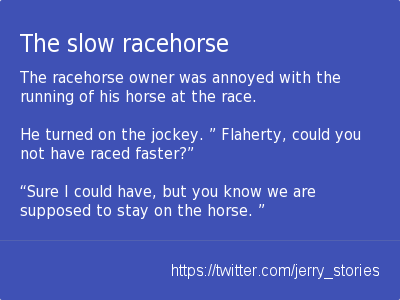 The slow racehorse
The racehorse owner was annoyed with the
running of his horse at the race.
He turned on the jockey. ” Flaherty, could you
not have raced faster?”
“Sure I could have, but you know we are
supposed to stay on the horse. ”
https://twitter.com/jerry_stories